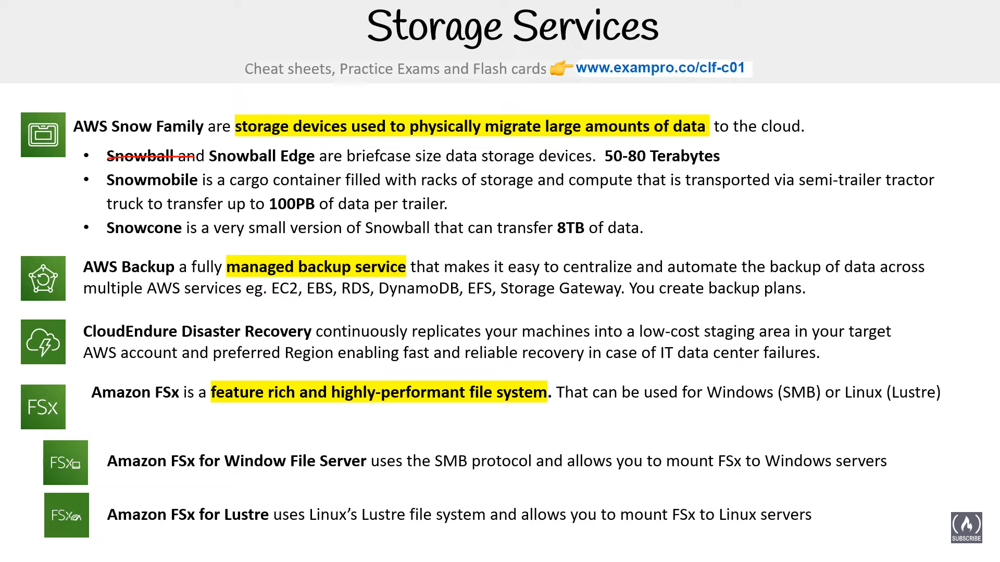 Storage Services
Cheat sheets, Practice Exams and Flash cards 👉 www.exampro.co/clf-c01
AWS Snow Family are storage devices used to physically migrate large amounts of data to the cloud.
• Snowball and Snowball Edge are briefcase size data storage devices. 50-80 Terabytes
• Snowmobile is a cargo container filled with racks of storage and compute that is transported via semi-trailer tractor
truck to transfer up to 100PB of data per trailer.
• Snowcone is a very small version of Snowball that can transfer 8TB of data.
AWS Backup a fully managed backup service that makes it easy to centralize and automate the backup of data across
multiple AWS services eg. EC2, EBS, RDS, DynamoDB, EFS, Storage Gateway. You create backup plans.
CloudEndure Disaster Recovery continuously replicates your machines into a low-cost staging area in your target
AWS account and preferred Region enabling fast and reliable recovery in case of IT data center failures.
Amazon FSx is a feature rich and highly-performant file system. That can be used for Windows (SMB) or Linux (Lustre)
FSx
FSx
Amazon FSx for Window File Server uses the SMB protocol and allows you to mount FSx to Windows servers
FSx
Amazon FSx for Lustre uses Linux’s Lustre file system and allows you to mount FSx to Linux servers
SUBSCRIBE